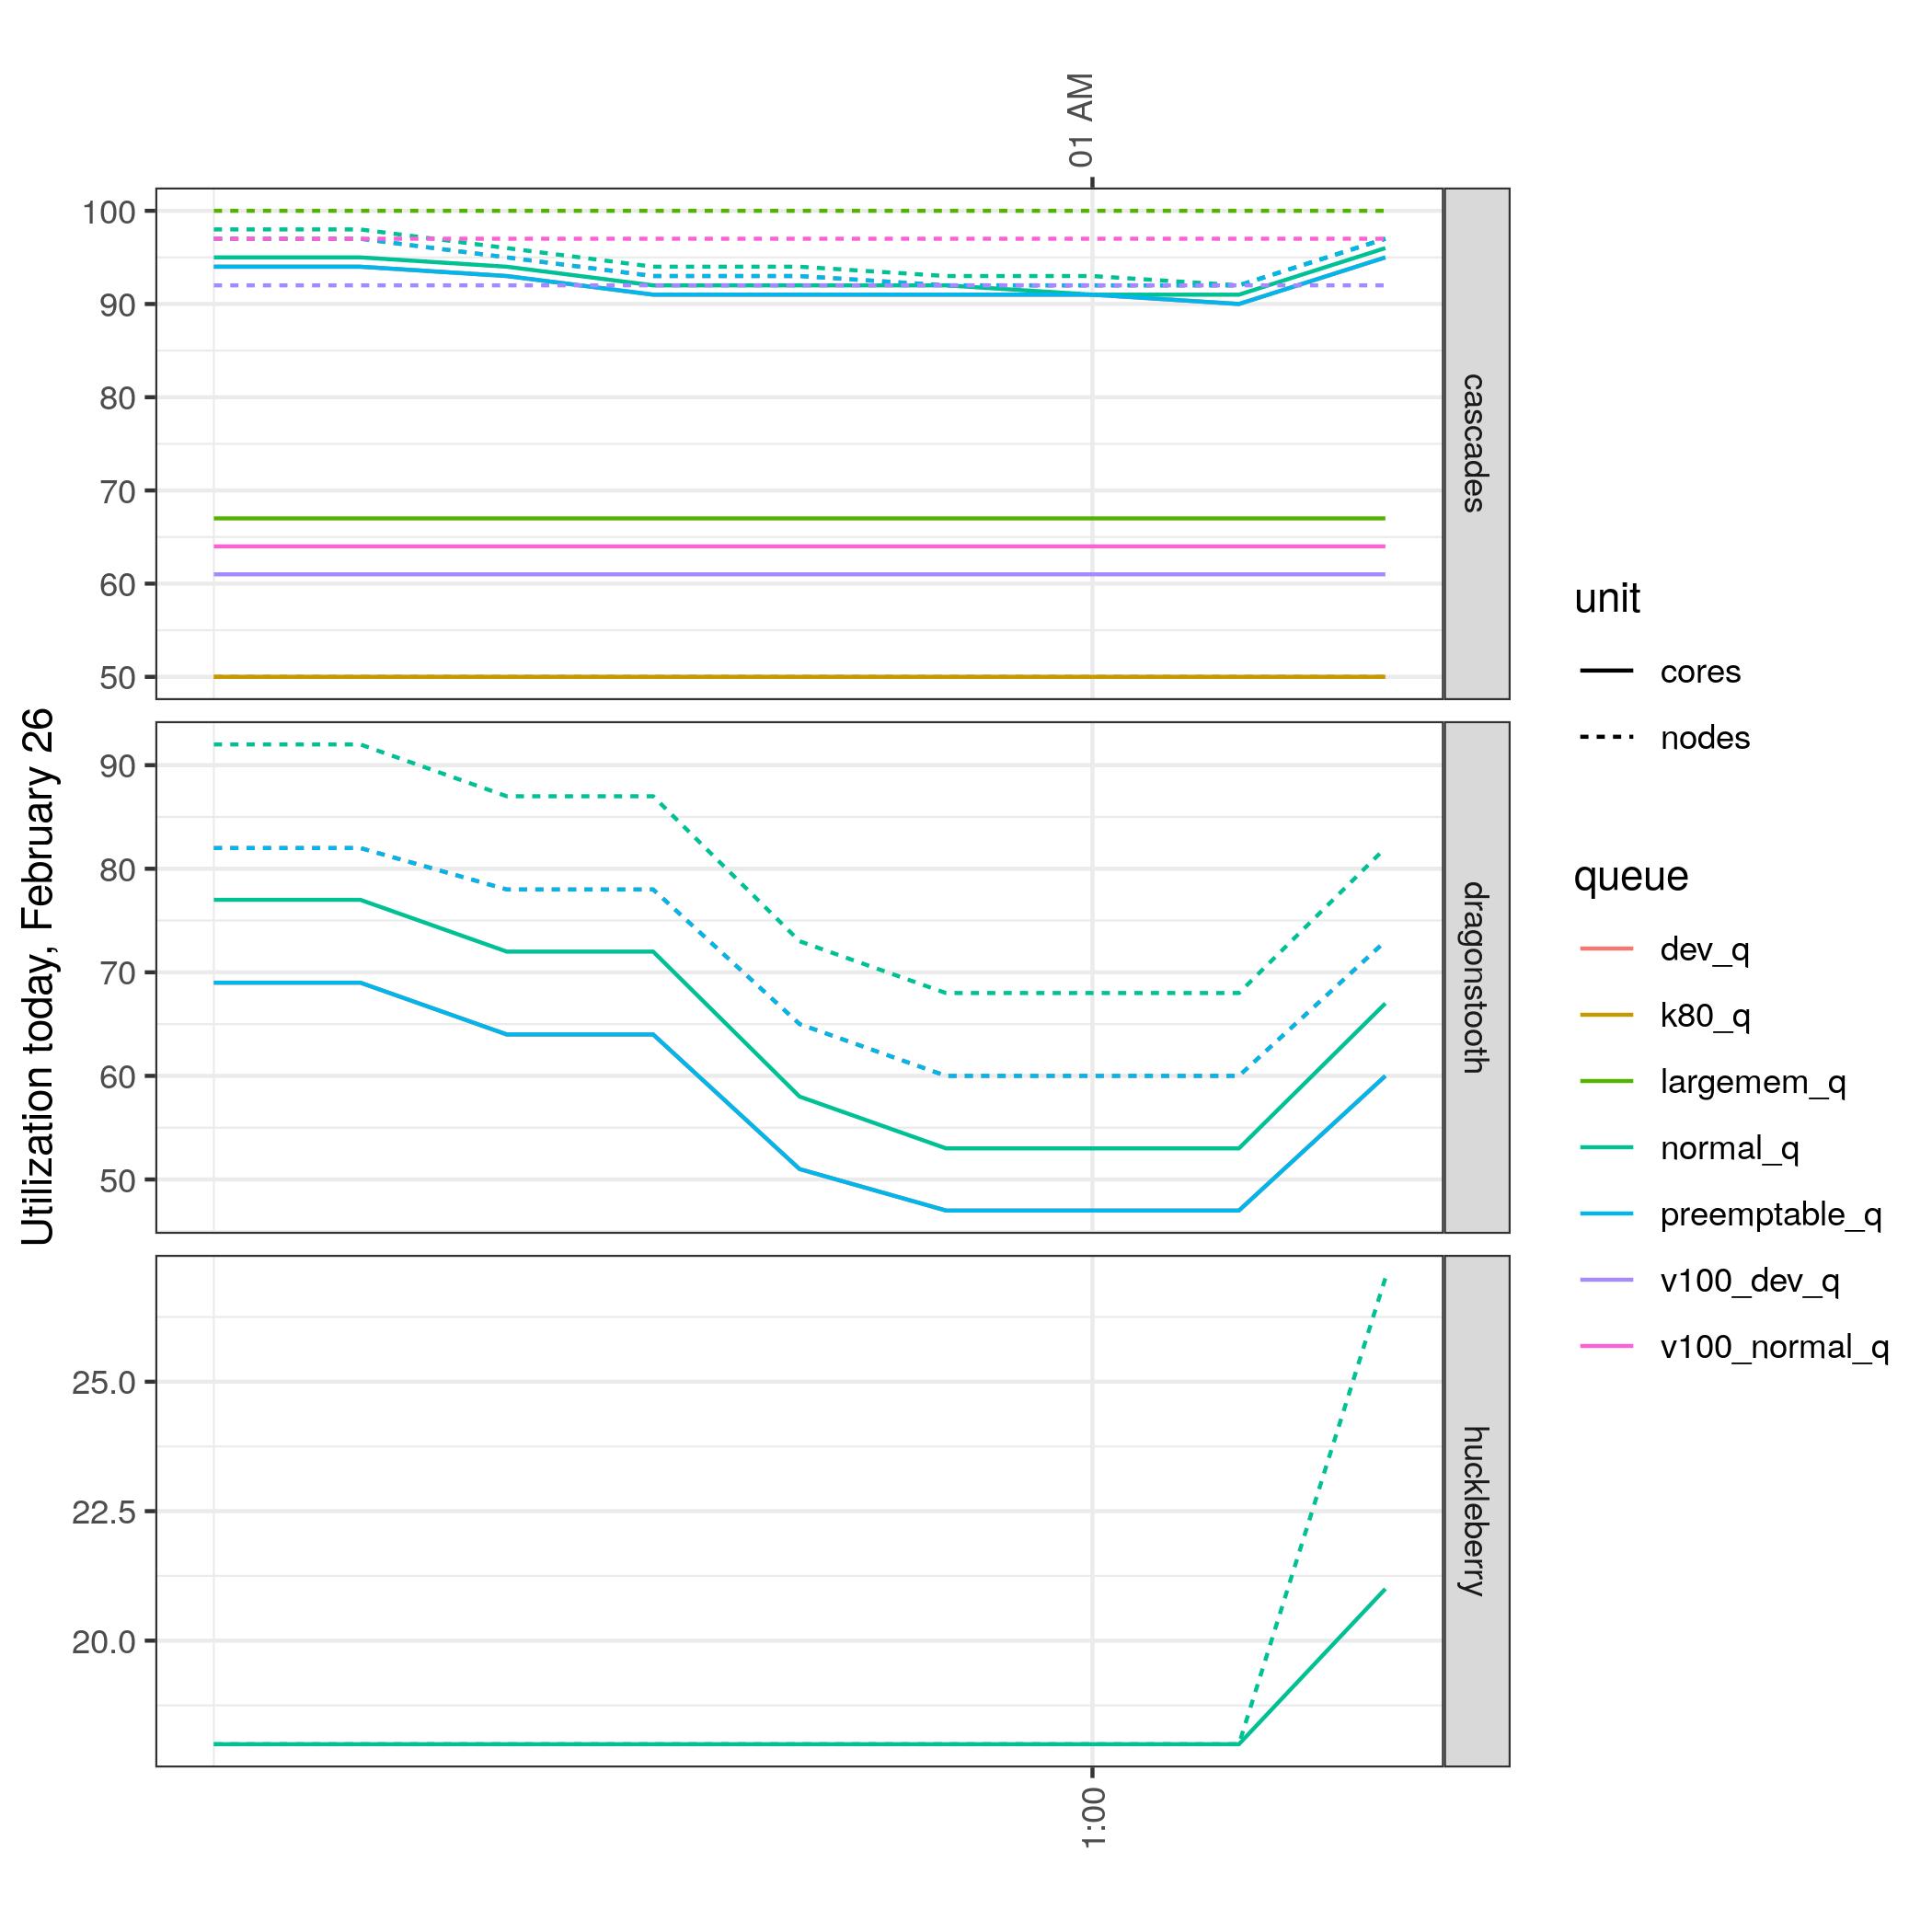 01 AM
Utilization today, February 26
100
90
80
70
60
50
cascades
90
80
70
60
50
dragonstooth
25.0
22.5
20.0
huckleberry
1:00
unit
cores
nodes
queue
dev_q
k80_q
largemem_q
normal_q
preemptable_q
v100_dev_q
v100_normal_q